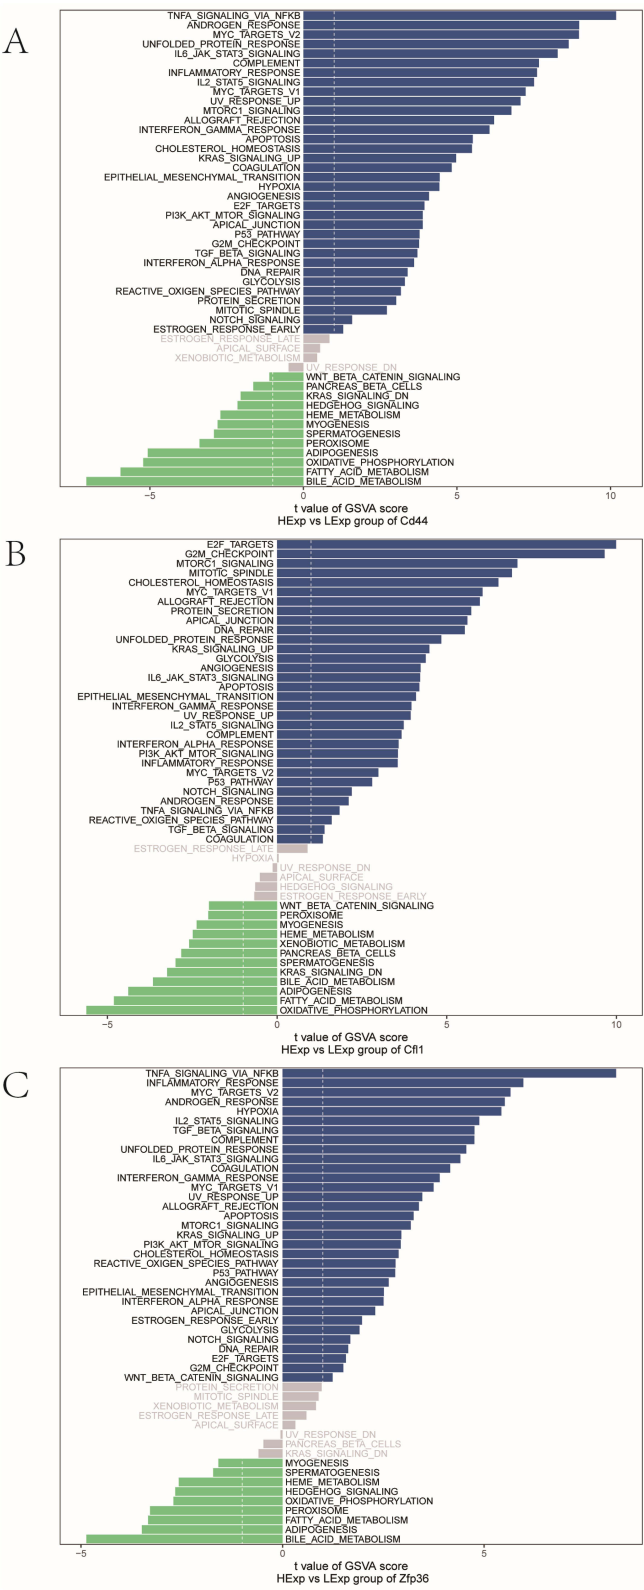 A
TNFA_SIGNALING_VIA_NFKB
ANDROGEN_RESPONSE
MYC_TARGETS_V2
UNFOLDED_PROTEIN_RESPONSE
IL6_JAK_STAT3_SIGNALING
COMPLEMENT
INFLAMMATORY_RESPONSE
IL2_STAT5_SIGNALING
MYC_TARGETS_V1
UV_RESPONSE_UP
MTORC1_SIGNALING
ALLOGRAFT_REJECTION
INTERFERON_GAMMA_RESPONSE
APOPTOSIS
CHOLESTEROL_HOMEOSTASIS
KRAS_SIGNALING_UP
COAGULATION
EPITHELIAL_MESENCHYMAL_TRANSITION
HYPOXIA
ANGIOGENESIS
E2F_TARGETS
PI3K_AKT_MTOR_SIGNALING
APICAL_JUNCTION
P53_PATHWAY
G2M_CHECKPOINT
TGF_BETA_SIGNALING
INTERFERON_ALPHA_RESPONSE
DNA_REPAIR
GLYCOLYSIS
REACTIVE_OXIGEN_SPECIES_PATHWAY
PROTEIN_SECRETION
MITOTIC_SPINDLE
NOTCH_SIGNALING
ESTROGEN_RESPONSE_EARLY
ESTROGEN_RESPONSE_LATE
APICAL_SURFACE
XENOBIOTIC_METABOLISM
UV_RESPONSE_DN
WNT_BETA_CATENIN_SIGNALING
PANCREAS_BETA_CELLS
KRAS_SIGNALING_DN
HEDGEHOG_SIGNALING
HEME_METABOLISM
MYOGENESIS
SPERMATOGENESIS
PEROXISOME
ADIPOGENESIS
OXIDATIVE_PHOSPHORYLATION
FATTY_ACID_METABOLISM
BILE_ACID_METABOLISM
−5 0 5 10
t value of GSVA score
HExp vs LExp group of Cd44
B
E2F_TARGETS
G2M_CHECKPOINT
MTORC1_SIGNALING
MITOTIC_SPINDLE
CHOLESTEROL_HOMEOSTASIS
MYC_TARGETS_V1
ALLOGRAFT_REJECTION
PROTEIN_SECRETION
APICAL_JUNCTION
DNA_REPAIR
UNFOLDED_PROTEIN_RESPONSE
KRAS_SIGNALING_UP
GLYCOLYSIS
ANGIOGENESIS
IL6_JAK_STAT3_SIGNALING
APOPTOSIS
EPITHELIAL_MESENCHYMAL_TRANSITION
INTERFERON_GAMMA_RESPONSE
UV_RESPONSE_UP
IL2_STAT5_SIGNALING
COMPLEMENT
INTERFERON_ALPHA_RESPONSE
PI3K_AKT_MTOR_SIGNALING
INFLAMMATORY_RESPONSE
MYC_TARGETS_V2
P53_PATHWAY
NOTCH_SIGNALING
ANDROGEN_RESPONSE
TNFA_SIGNALING_VIA_NFKB
REACTIVE_OXIGEN_SPECIES_PATHWAY
TGF_BETA_SIGNALING
COAGULATION
ESTROGEN_RESPONSE_LATE
HYPOXIA
UV_RESPONSE_DN
APICAL_SURFACE
HEDGEHOG_SIGNALING
ESTROGEN_RESPONSE_EARLY
WNT_BETA_CATENIN_SIGNALING
PEROXISOME
MYOGENESIS
HEME_METABOLISM
XENOBIOTIC_METABOLISM
PANCREAS_BETA_CELLS
SPERMATOGENESIS
KRAS_SIGNALING_DN
BILE_ACID_METABOLISM
ADIPOGENESIS
FATTY_ACID_METABOLISM
OXIDATIVE_PHOSPHORYLATION
−5 0 5 10
t value of GSVA score
HExp vs LExp group of Cfl1
C
TNFA_SIGNALING_VIA_NFKB
INFLAMMATORY_RESPONSE
MYC_TARGETS_V2
ANDROGEN_RESPONSE
HYPOXIA
IL2_STAT5_SIGNALING
TGF_BETA_SIGNALING
COMPLEMENT
UNFOLDED_PROTEIN_RESPONSE
IL6_JAK_STAT3_SIGNALING
COAGULATION
INTERFERON_GAMMA_RESPONSE
MYC_TARGETS_V1
UV_RESPONSE_UP
ALLOGRAFT_REJECTION
APOPTOSIS
MTORC1_SIGNALING
KRAS_SIGNALING_UP
PI3K_AKT_MTOR_SIGNALING
CHOLESTEROL_HOMEOSTASIS
REACTIVE_OXIGEN_SPECIES_PATHWAY
P53_PATHWAY
ANGIOGENESIS
EPITHELIAL_MESENCHYMAL_TRANSITION
INTERFERON_ALPHA_RESPONSE
APICAL_JUNCTION
ESTROGEN_RESPONSE_EARLY
GLYCOLYSIS
NOTCH_SIGNALING
DNA_REPAIR
E2F_TARGETS
G2M_CHECKPOINT
WNT_BETA_CATENIN_SIGNALING
PROTEIN_SECRETION
MITOTIC_SPINDLE
XENOBIOTIC_METABOLISM
ESTROGEN_RESPONSE_LATE
APICAL_SURFACE
UV_RESPONSE_DN
PANCREAS_BETA_CELLS
KRAS_SIGNALING_DN
MYOGENESIS
SPERMATOGENESIS
HEME_METABOLISM
HEDGEHOG_SIGNALING
OXIDATIVE_PHOSPHORYLATION
PEROXISOME
FATTY_ACID_METABOLISM
ADIPOGENESIS
BILE_ACID_METABOLISM
−5 0 5
t value of GSVA score
HExp vs LExp group of Zfp36